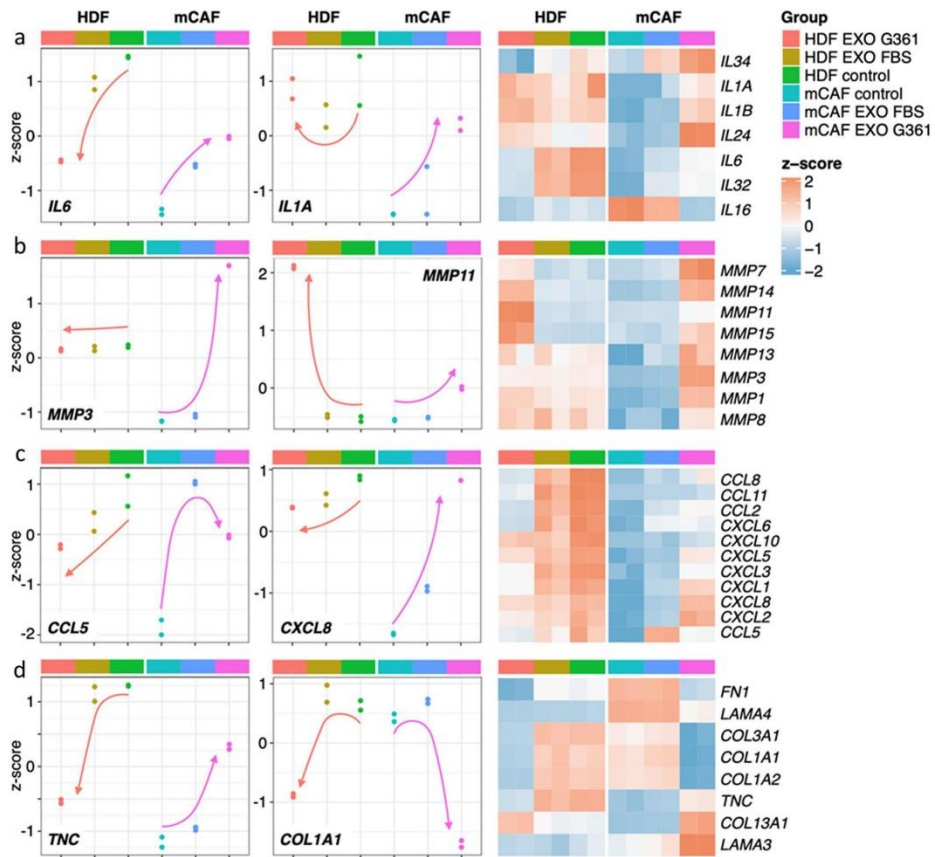 HDF mCAF HDF mCAF HDF mCAF Group
a
HDF EXO G361
HDF EXO FBS
HDF control
mCAF control
mCAF EXO FBS
mCAF EXO G361
z-score
1
0
-1
IL6
1
0
-1
IL1A
IL34
IL1A
IL1B
IL24
IL6
IL32
IL16
z-score
2
1
0
-1
-2
b
z-score
1
0
-1
MMP3
2
1
0
MMP11
MMP7
MMP14
MMP11
MMP15
MMP13
MMP3
MMP1
MMP8
c
z-score
1
0
-1
-2
CCL5
1
0
-1
CXCL8
CCL8
CCL11
CCL2
CXCL6
CXCL10
CXCL5
CXCL3
CXCL1
CXCL8
CXCL2
CCL5
d
z-score
1
0
-1
TNC
1
0
-1
COL1A1
FN1
LAMA4
COL3A1
COL1A1
COL1A2
TNC
COL13A1
LAMA3